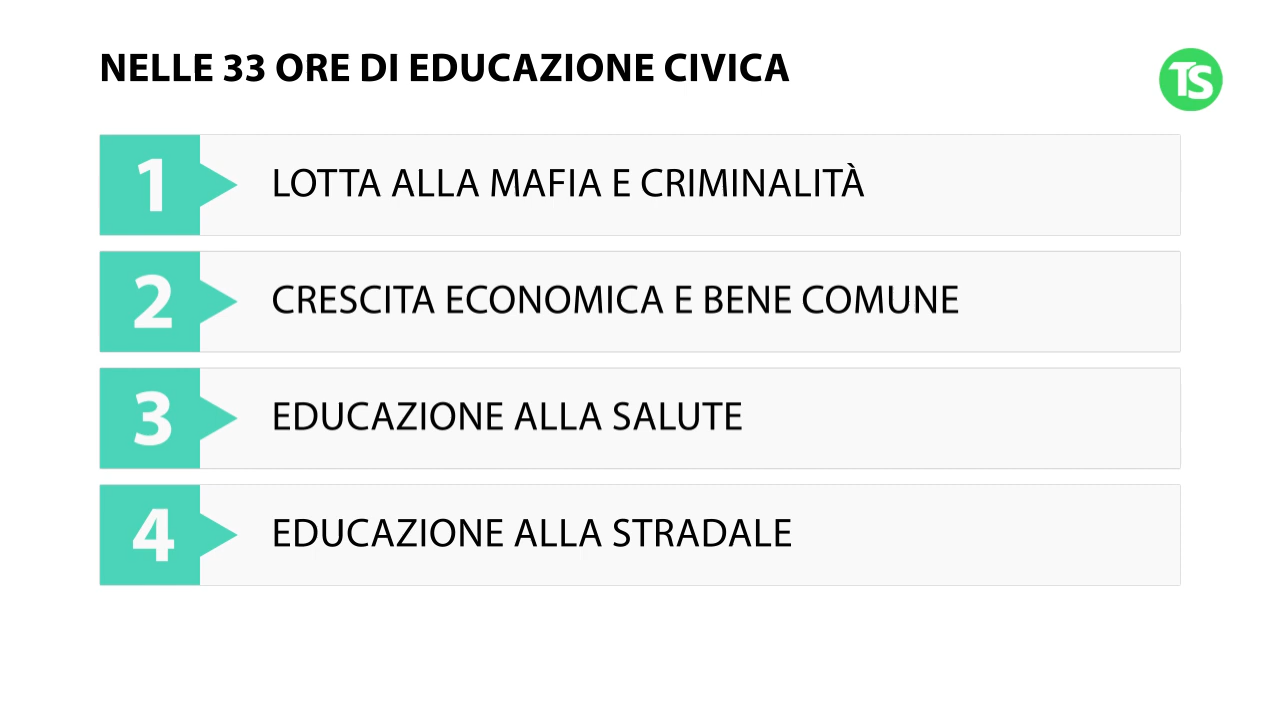 NELLE 33 ORE DI EDUCAZIONE CIVICA
TS
1 LOTTA ALLA MAFIA E CRIMINALITÀ
2 CRESCITA ECONOMICA E BENE COMUNE
3 EDUCAZIONE ALLA SALUTE
4 EDUCAZIONE ALLA STRADALE